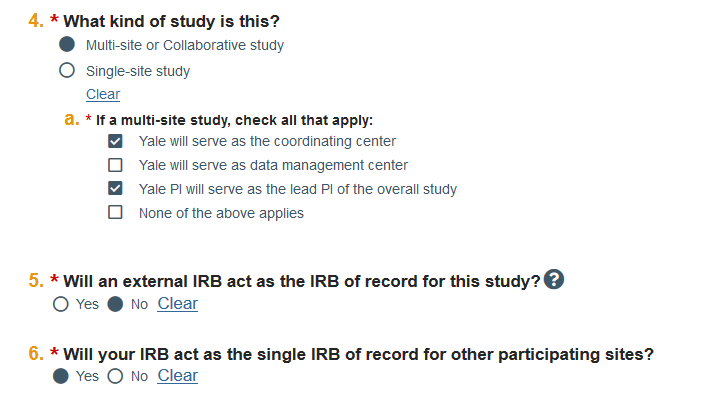 4. * What kind of study is this?
Multi-site or Collaborative study
Single-site study
Clear
a. * If a multi-site study, check all that apply:
Yale will serve as the coordinating center
Yale will serve as data management center
Yale PI will serve as the lead PI of the overall study
None of the above applies
5. * Will an external IRB act as the IRB of record for this study? ?
Yes No Clear
6. * Will your IRB act as the single IRB of record for other participating sites?
Yes No Clear